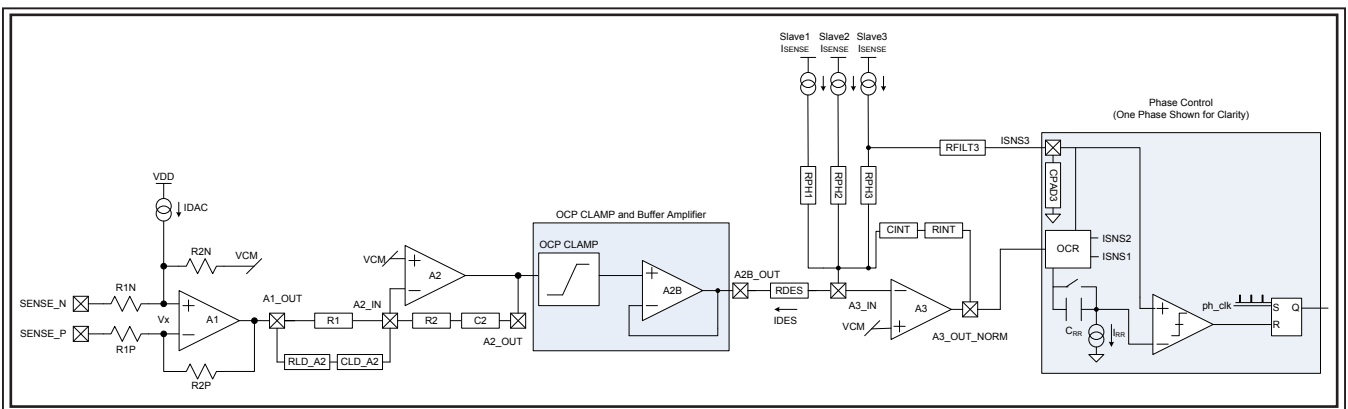 Slave1 Slave2 Slave3
ISENSE ISENSE ISENSE
Phase Control
(One Phase Shown for Clarity)
RFILT3
ISNS3
CPAD3
RPH1
RPH2
RPH3
VDD
IDAC
OCP CLAMP and Buffer Amplifier
OCP CLAMP
CINT
RINT
OCR
ISNS2
ISNS1
R2N
VCM
VCM
A2
A2B
A2B_OUT
RDES
IDES
A3_IN
VCM
A3
A3_OUT_NORM
SENSE_N
R1N
SENSE_P
R1P
Vx
A1
R2P
A1_OUT
R1
A2_IN
R2
C2
A2_OUT
RLD_A2
CLD_A2
CRR
IRR
ph_clk
S
Q
R